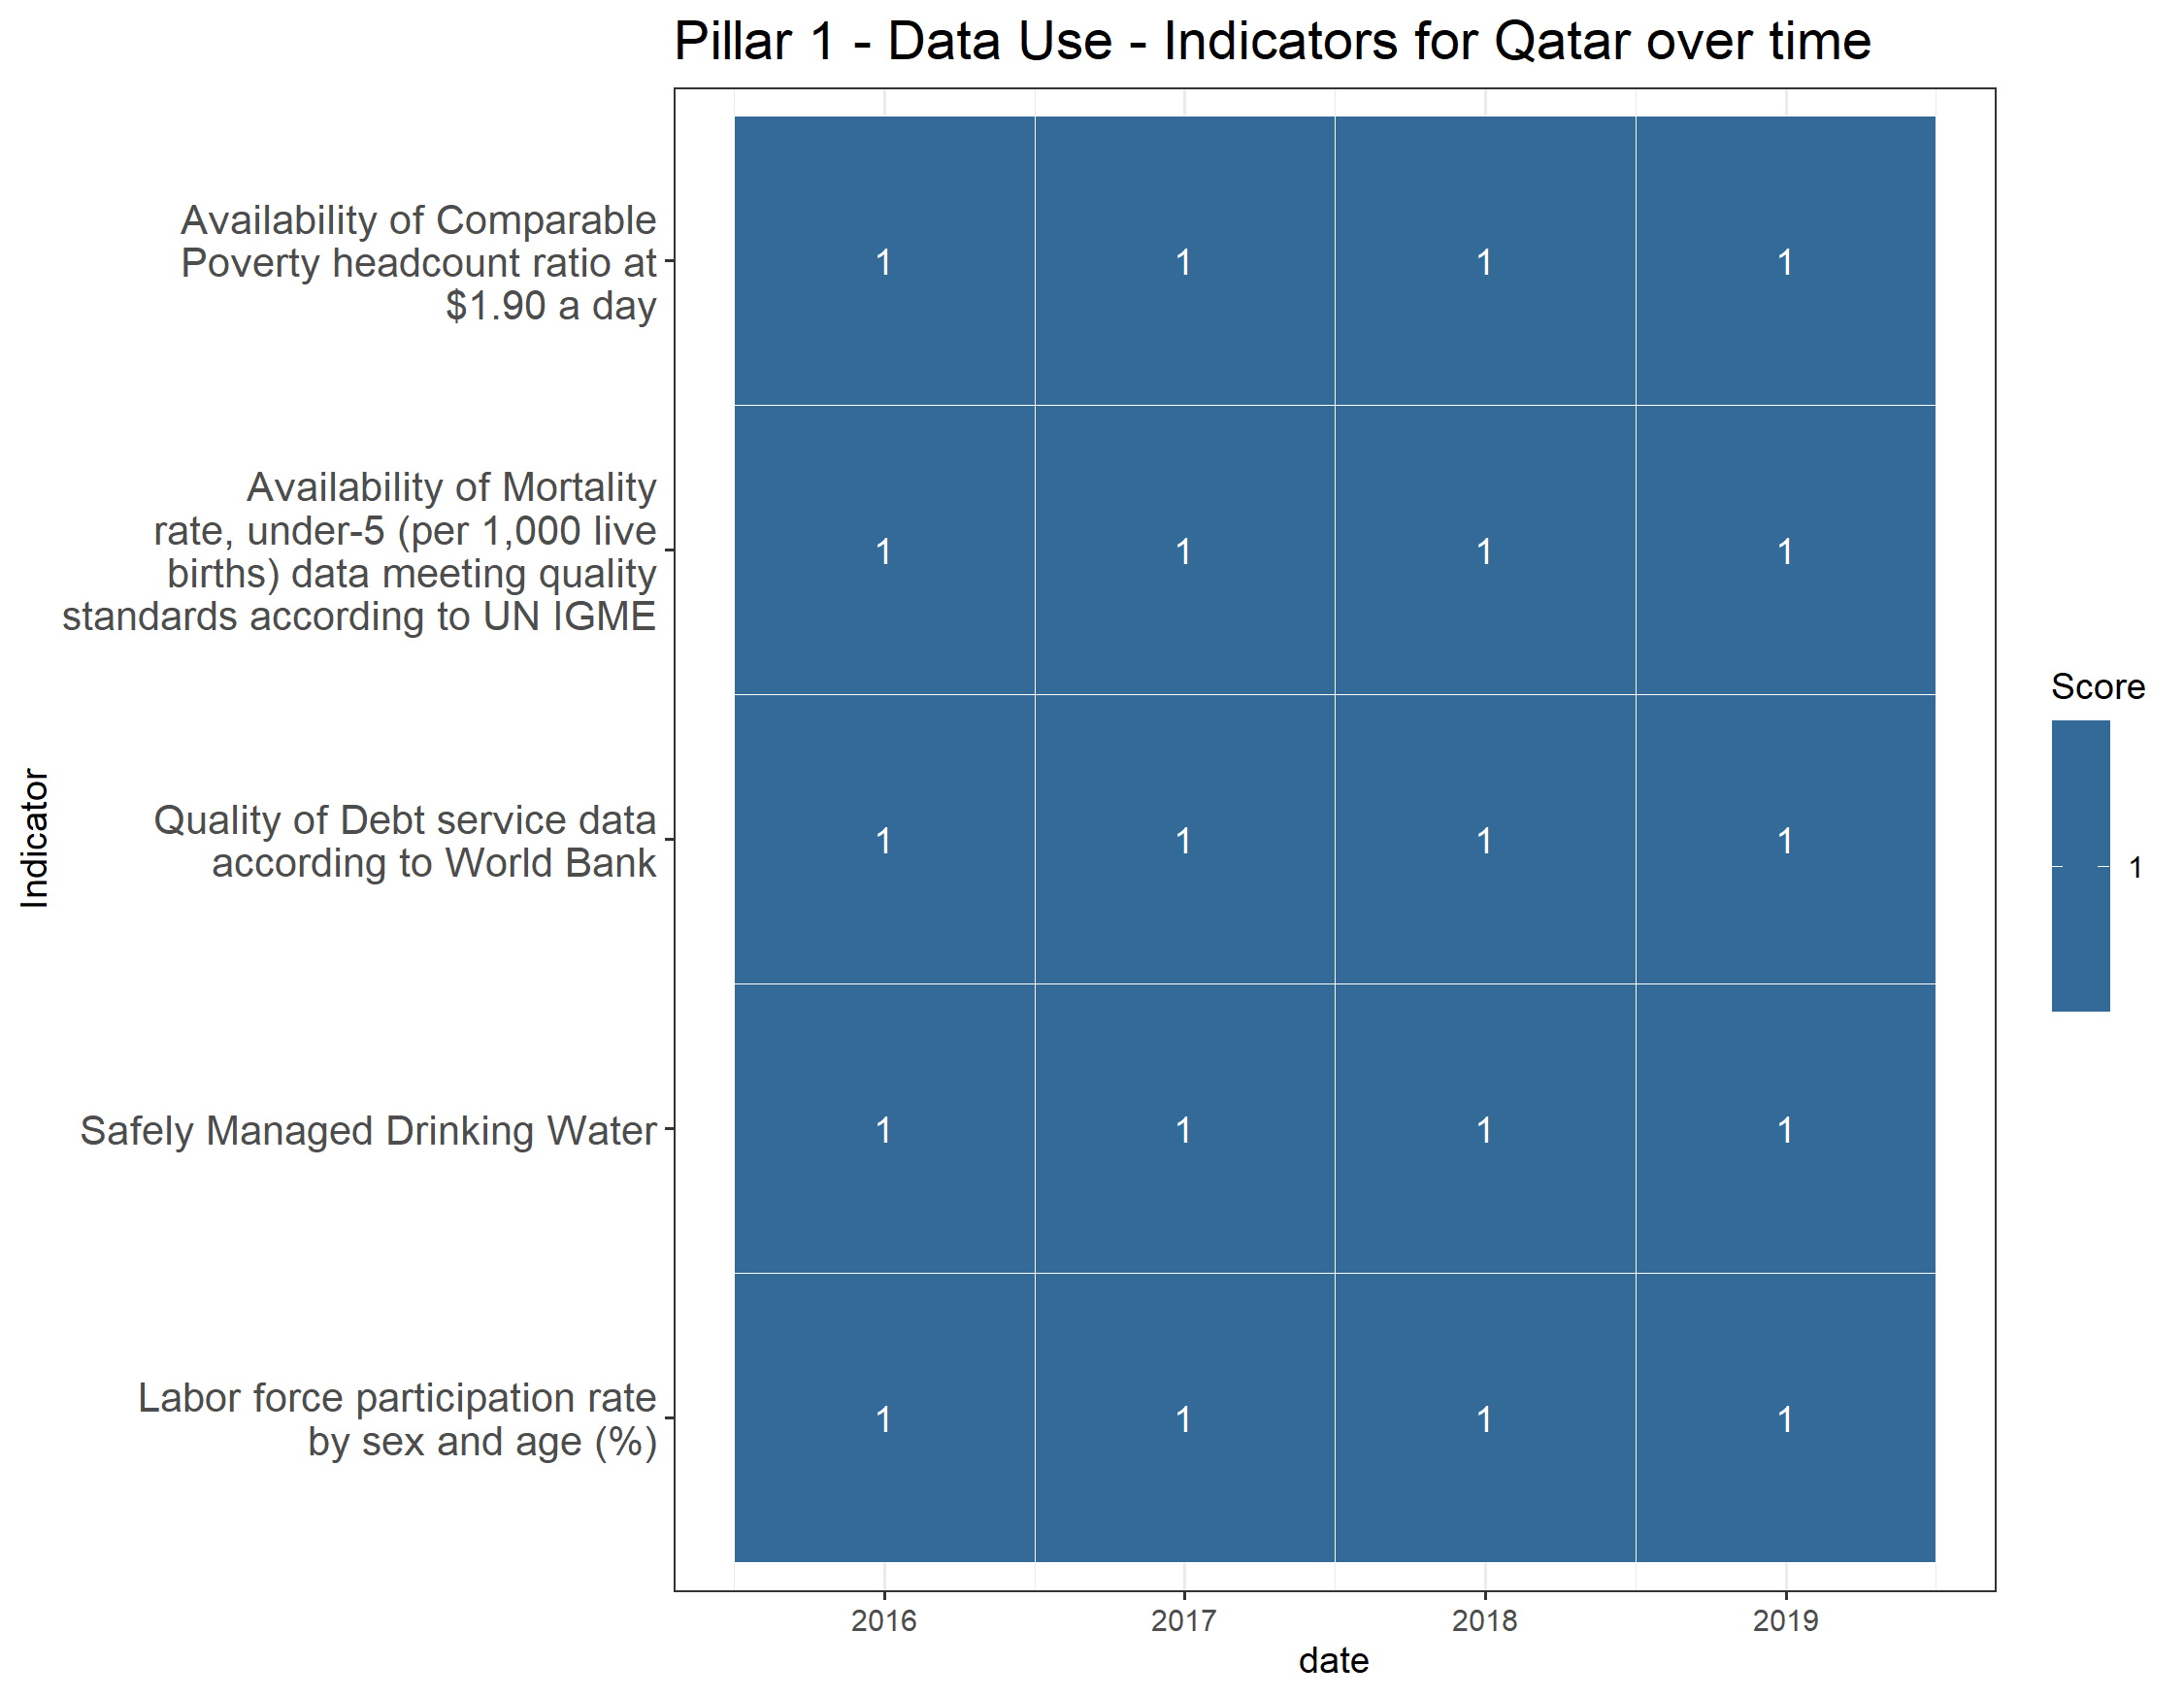 Pillar 1 - Data Use - Indicators for Qatar over time
Availability of Comparable
Poverty headcount ratio at
$1.90 a day
1 1 1 1
Availability of Mortality
rate, under-5 (per 1,000 live
births) data meeting quality
standards according to UN IGME
1 1 1 1
Quality of Debt service data
according to World Bank
1 1 1 1
Safely Managed Drinking Water
1 1 1 1
Labor force participation rate
by sex and age (%)
1 1 1 1
Indicator
2016 2017 2018 2019
date
Score
1